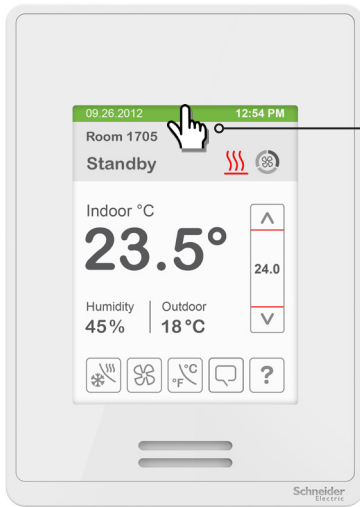 09.26.2012 12:54 PM
Room 1705
Standby
Indoor °C
23.5°
24.0
Humidity Outdoor
45% 18°C
°C
°F
?
Schneider
Electric